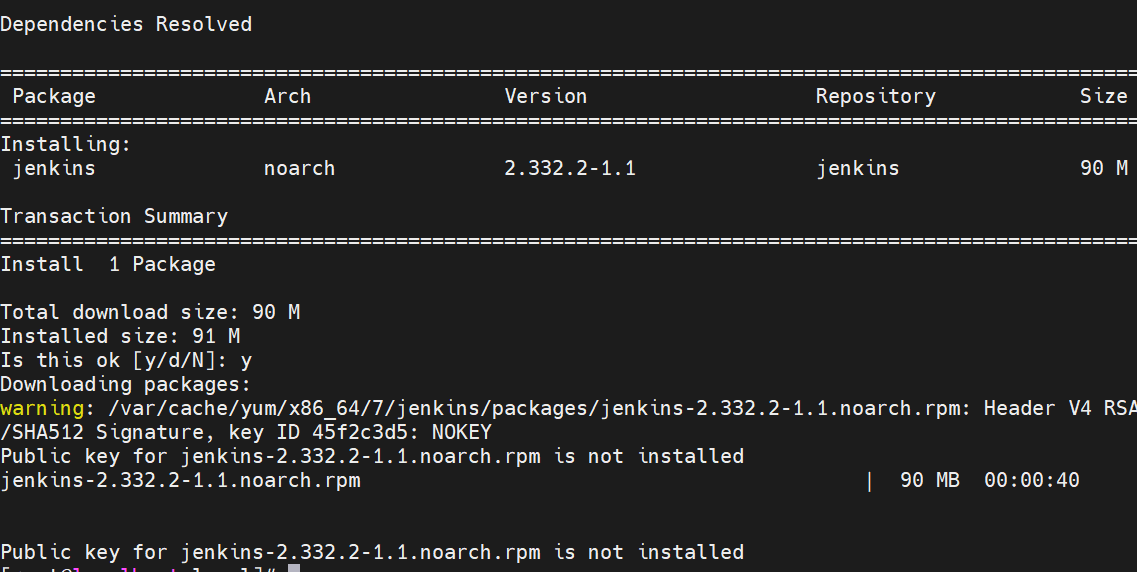 Dependencies Resolved
================================================================================================
Package Arch Version Repository Size
================================================================================================
Installing:
jenkins noarch 2.332.2-1.1 jenkins 90 M
Transaction Summary
================================================================================================
Install 1 Package
Total download size: 90 M
Installed size: 91 M
Is this ok [y/d/N]: y
Downloading packages:
warning: /var/cache/yum/x86_64/7/jenkins/packages/jenkins-2.332.2-1.1.noarch.rpm: Header V4 RSA
/SHA512 Signature, key ID 45f2c3d5: NOKEY
Public key for jenkins-2.332.2-1.1.noarch.rpm is not installed
jenkins-2.332.2-1.1.noarch.rpm | 90 MB 00:00:40
Public key for jenkins-2.332.2-1.1.noarch.rpm is not installed